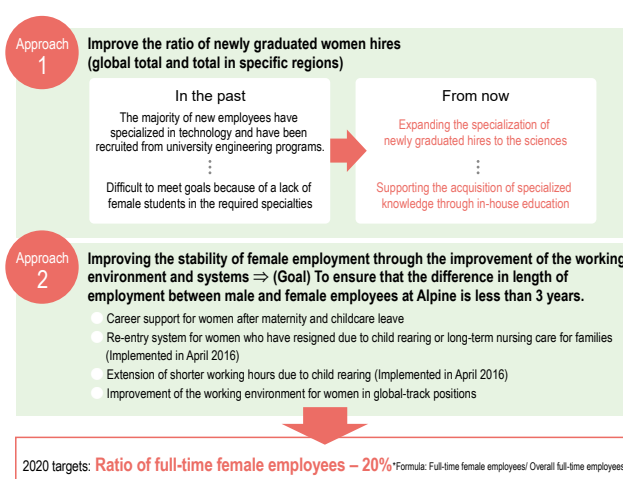 Approach
1
Improve the ratio of newly graduated women hires
(global total and total in specific regions)
In the past
The majority of new employees have
specialized in technology and have been
recruited from university engineering programs.
Difficult to meet goals because of a lack of
female students in the required specialties
From now
Expanding the specialization of
newly graduated hires to the sciences
Supporting the acquisition of specialized
knowledge through in-house education
Approach
2
Improving the stability of female employment through the improvement of the working
environment and systems ⇒ (Goal) To ensure that the difference in length of
employment between male and female employees at Alpine is less than 3 years.
Career support for women after maternity and childcare leave
Re-entry system for women who have resigned due to child rearing or long-term nursing care for families
(Implemented in April 2016)
Extension of shorter working hours due to child rearing (Implemented in April 2016)
Improvement of the working environment for women in global-track positions
2020 targets: Ratio of full-time female employees – 20%*Formula: Full-time female employees/ Overall full-time employees